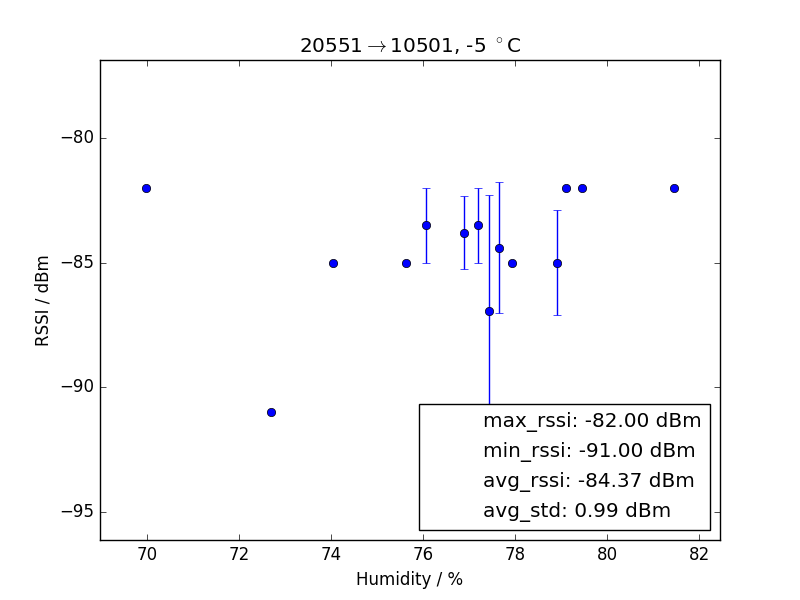 20551→10501, -5 °C
RSSI / dBm
−80
−85
−90
−95
max_rssi: -82.00 dBm
min_rssi: -91.00 dBm
avg_rssi: -84.37 dBm
avg_std: 0.99 dBm
70 72 74 76 78 80 82
Humidity / %